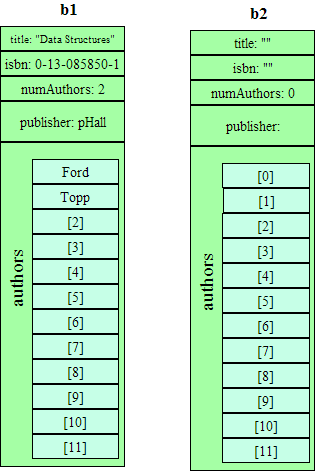 b1
title: "Data Structures"
isbn: 0-13-085850-1
numAuthors: 2
publisher: pHall
authors
Ford
Topp
[2]
[3]
[4]
[5]
[6]
[7]
[8]
[9]
[10]
[11]
b2
title: ""
isbn: ""
numAuthors: 0
publisher:
authors
[0]
[1]
[2]
[3]
[4]
[5]
[6]
[7]
[8]
[9]
[10]
[11]